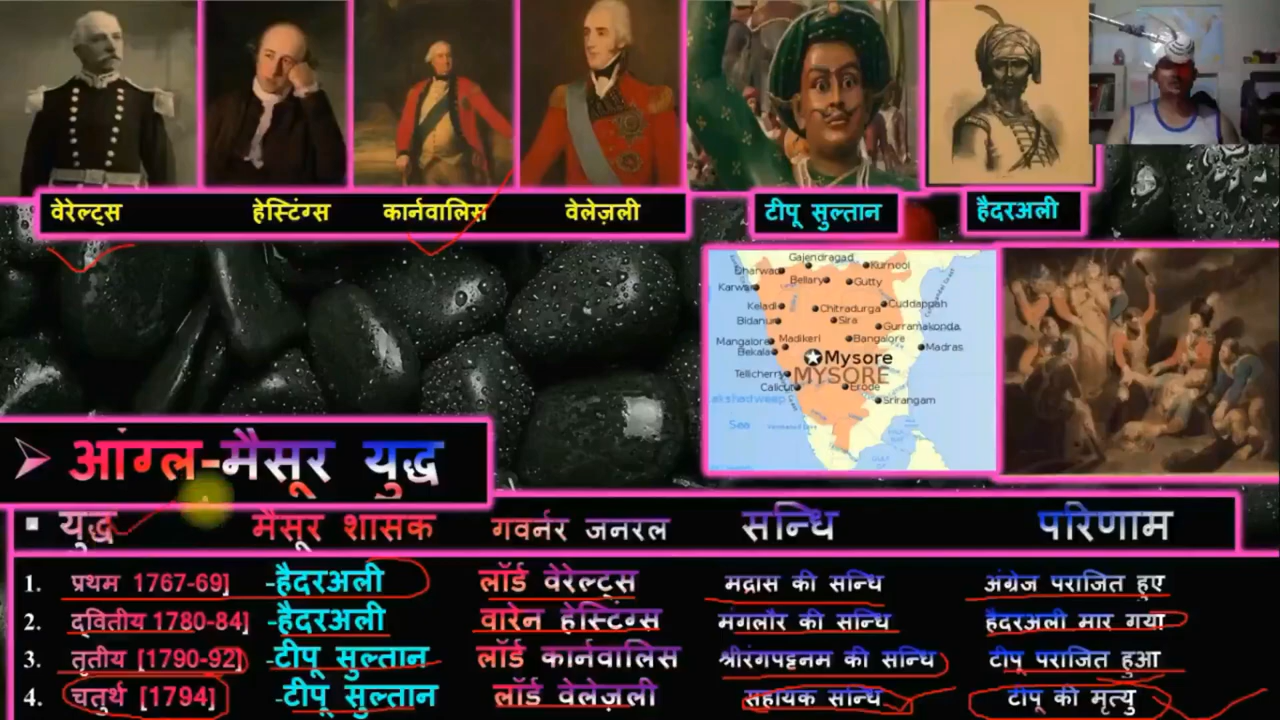 वेरेल्ट्स हेस्टिंग्स कार्नवालिस वेलेज़ली टीपू सुल्तान हैदरअली
Gajendragad
Dharwad Kurnool
Bellary Gutty
Karwar
Keladi Chitradurga Cuddappah
Bidanur Sira Gurramakonda
Mangalore Madikeri Bangalore Madras
Bekala
Mysore
Tellicherry MYSORE
Calicut Erode
Srirangam
Sea
आंग्ल-मैसूर युद्ध
युद्ध मैसूर शासक गवर्नर जनरल सन्धि परिणाम
1. प्रथम 1767-69] -हैदरअली लॉर्ड वेरेल्ट्स मद्रास की सन्धि अंग्रेज पराजित हुए
2. द्वितीय 1780-84] -हैदरअली वारेन हेस्टिंग्स मंगलौर की सन्धि हैदरअली मार गया
3. तृतीय [1790-92] -टीपू सुल्तान लॉर्ड कार्नवालिस श्रीरंगपट्टनम की सन्धि टीपू पराजित हुआ
4. चतुर्थ [1794] -टीपू सुल्तान लॉर्ड वेलेज़ली सहायक सन्धि टीपू की मृत्यु